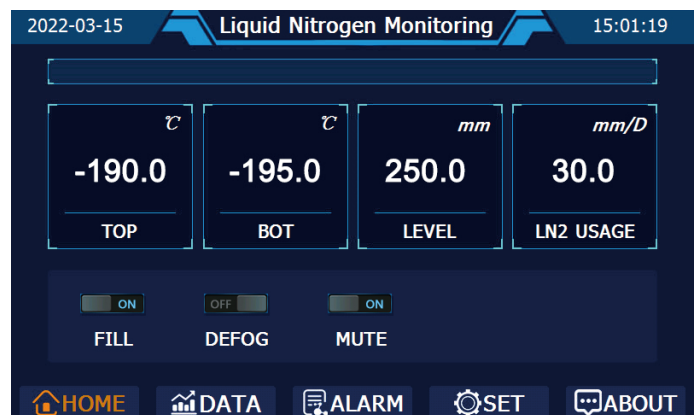 2022-03-15
Liquid Nitrogen Monitoring
15:01:19
℃
-190.0
TOP
℃
-195.0
BOT
mm
250.0
LEVEL
mm/D
30.0
LN2 USAGE
ON
FILL
OFF
DEFOG
ON
MUTE
HOME
DATA
ALARM
SET
ABOUT